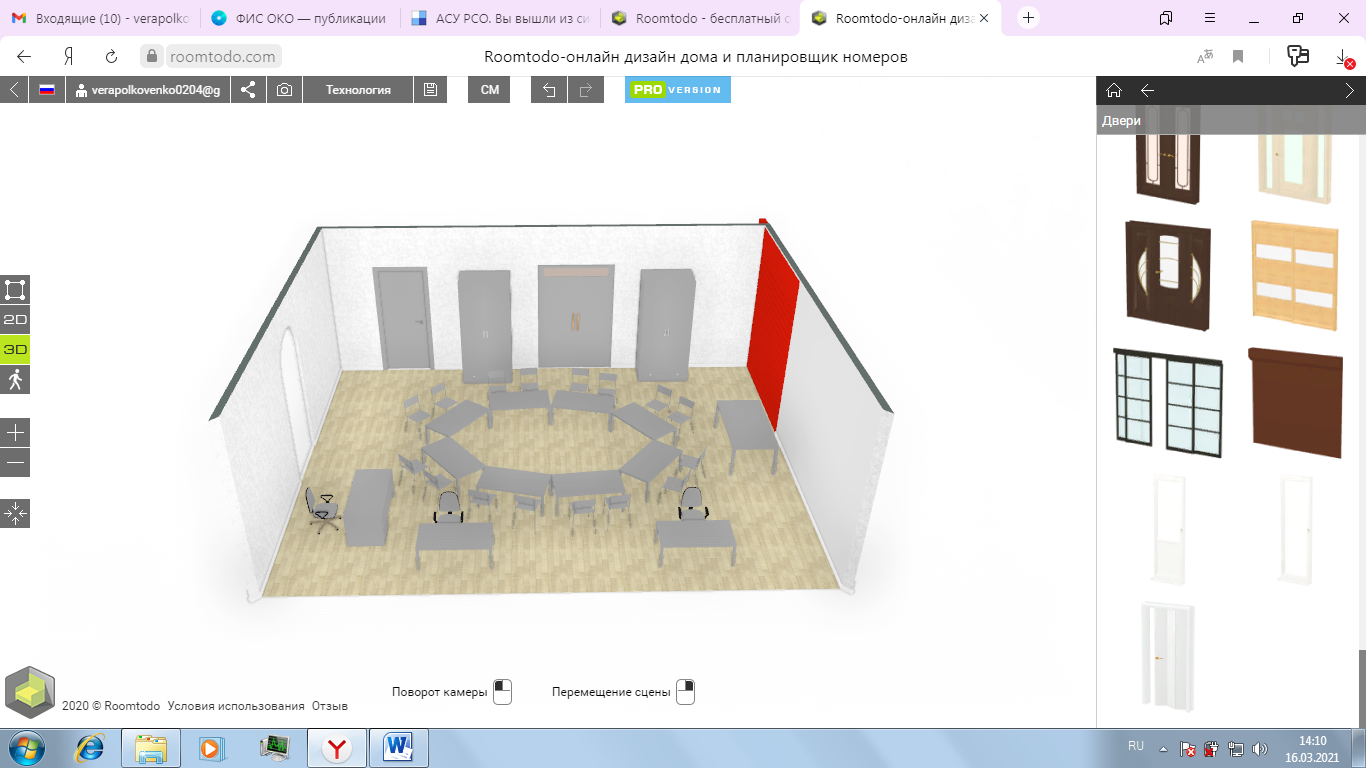 Входящие (10) - verapolko
ФИС ОКО — публикации
АСУ РСО. Вы вышли из си
Roomtodo - бесплатный о
Roomtodo-онлайн диза
roomtodo.com
Roomtodo-онлайн дизайн дома и планировщик номеров
verapolkovenko0204@g
Технология
СМ
PRO VERSION
Двери
2D
3D
Поворот камеры
Перемещение сцены
2020 © Roomtodo Условия использования Отзыв
RU
14:10
16.03.2021